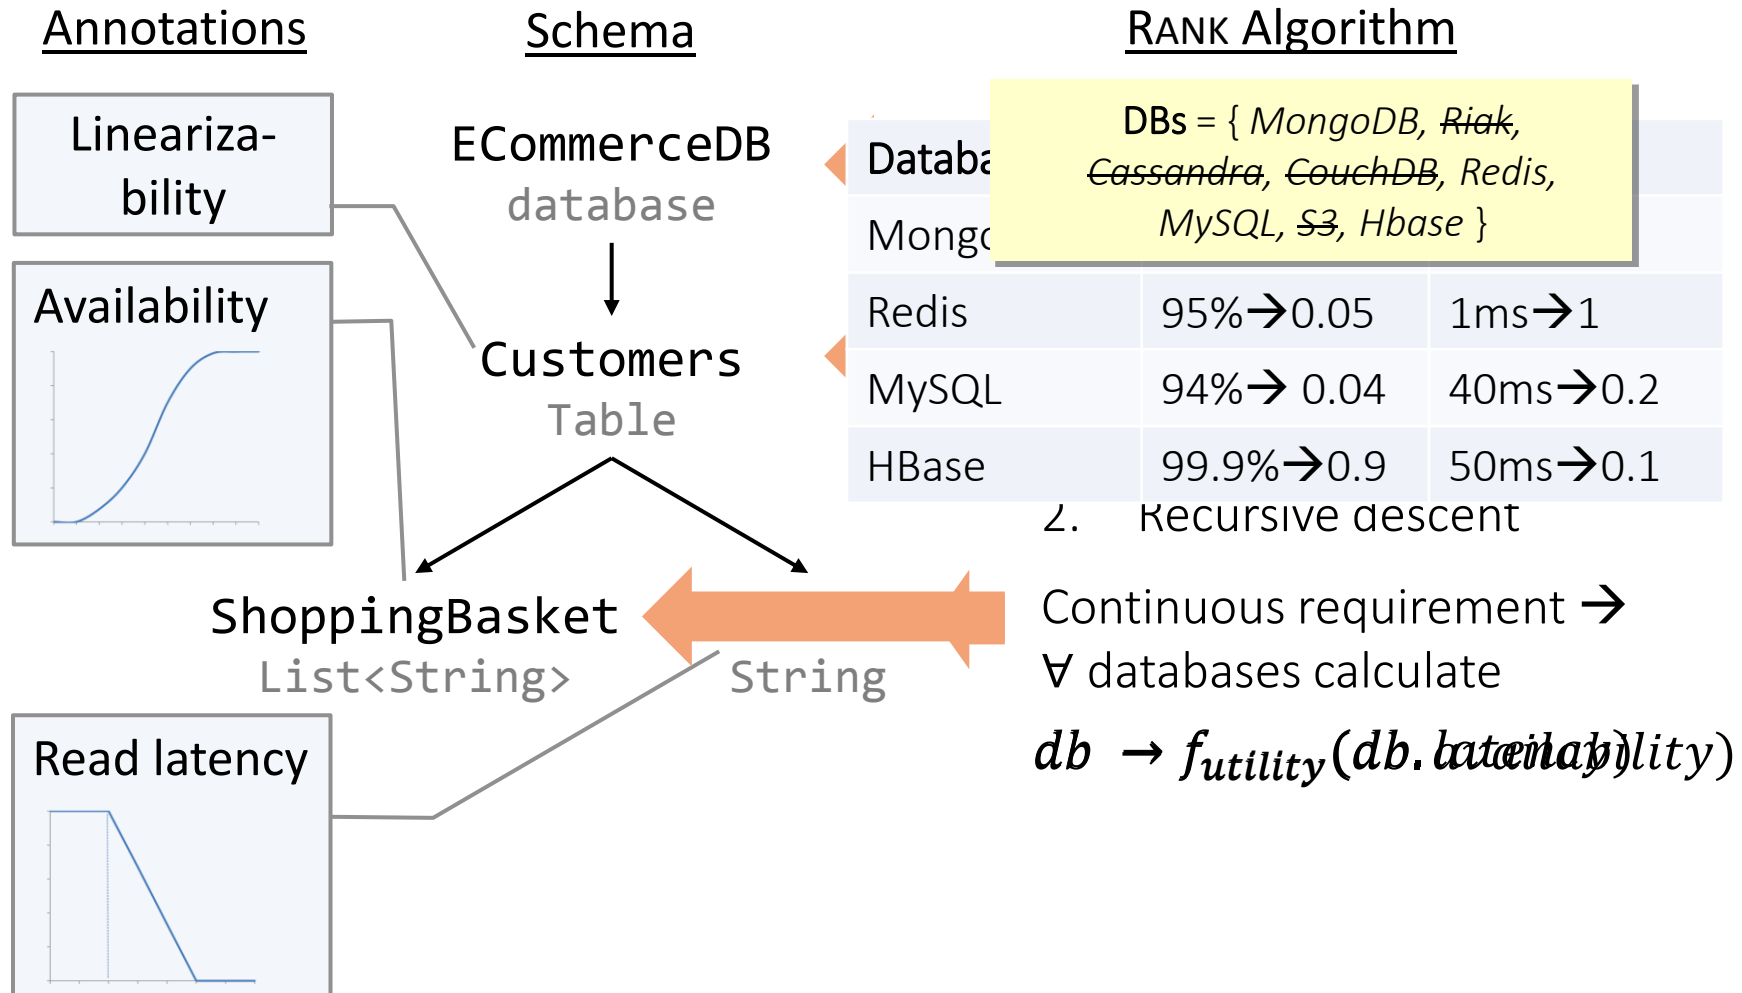 Annotations
Schema
RANK Algorithm
Lineariza-
bility
Availability
Read latency
ECommerceDB
database
Customers
Table
ShoppingBasket
List<String>
String
DBs = { MongoDB, Riak,
Cassandra, CouchDB, Redis,
MySQL, S3, Hbase }
Redis 95%→0.05 1ms→1
MySQL 94%→ 0.04 40ms→0.2
HBase 99.9%→0.9 50ms→0.1
2. Recursive descent
Continuous requirement →
∀ databases calculate
db → futility(db.